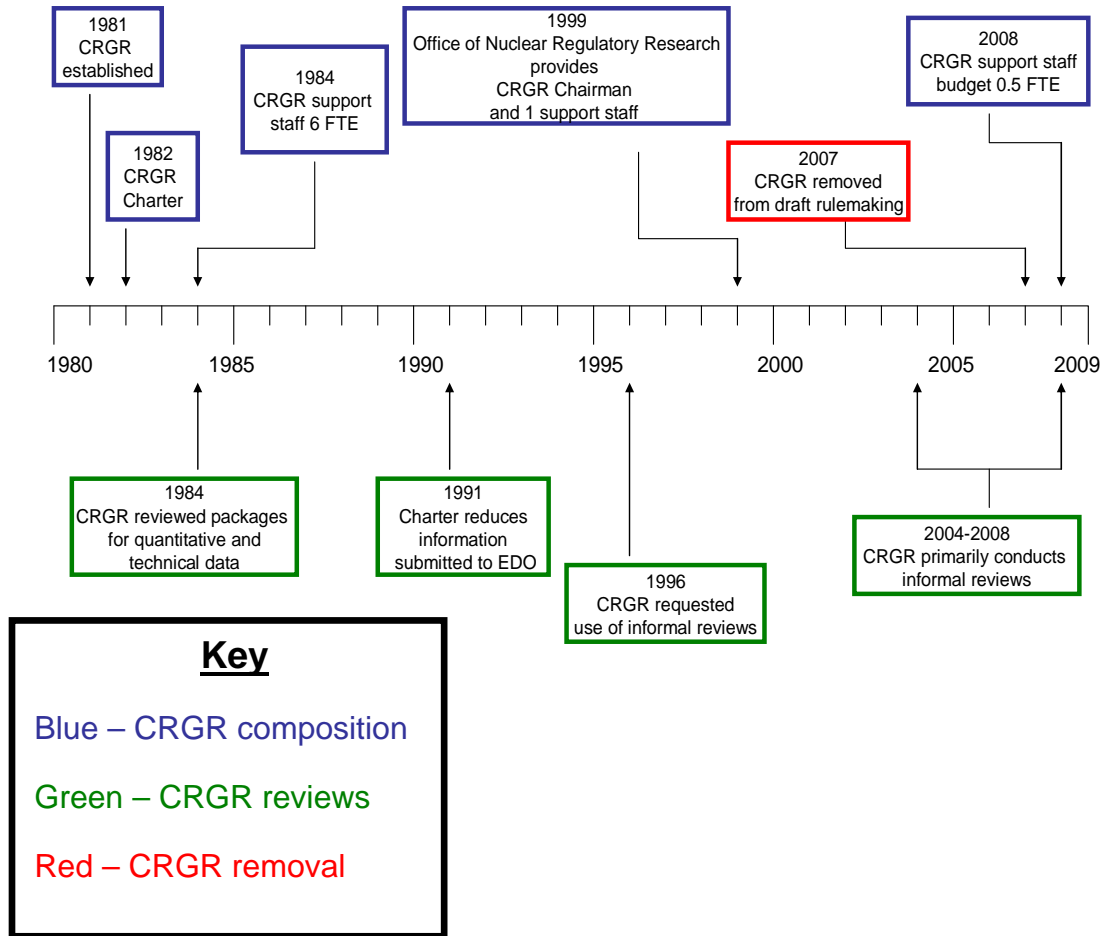 1981
CRGR
established
1982
CRGR
Charter
1984
CRGR support
staff 6 FTE
1999
Office of Nuclear Regulatory Research
provides
CRGR Chairman
and 1 support staff
2007
CRGR removed
from draft rulemaking
2008
CRGR support staff
budget 0.5 FTE
1980
1985
1990
1995
2000
2005
2009
1984
CRGR reviewed packages
for quantitative and
technical data
1991
Charter reduces
information
submitted to EDO
1996
CRGR requested
use of informal reviews
2004-2008
CRGR primarily conducts
informal reviews
Key
Blue – CRGR composition
Green – CRGR reviews
Red – CRGR removal